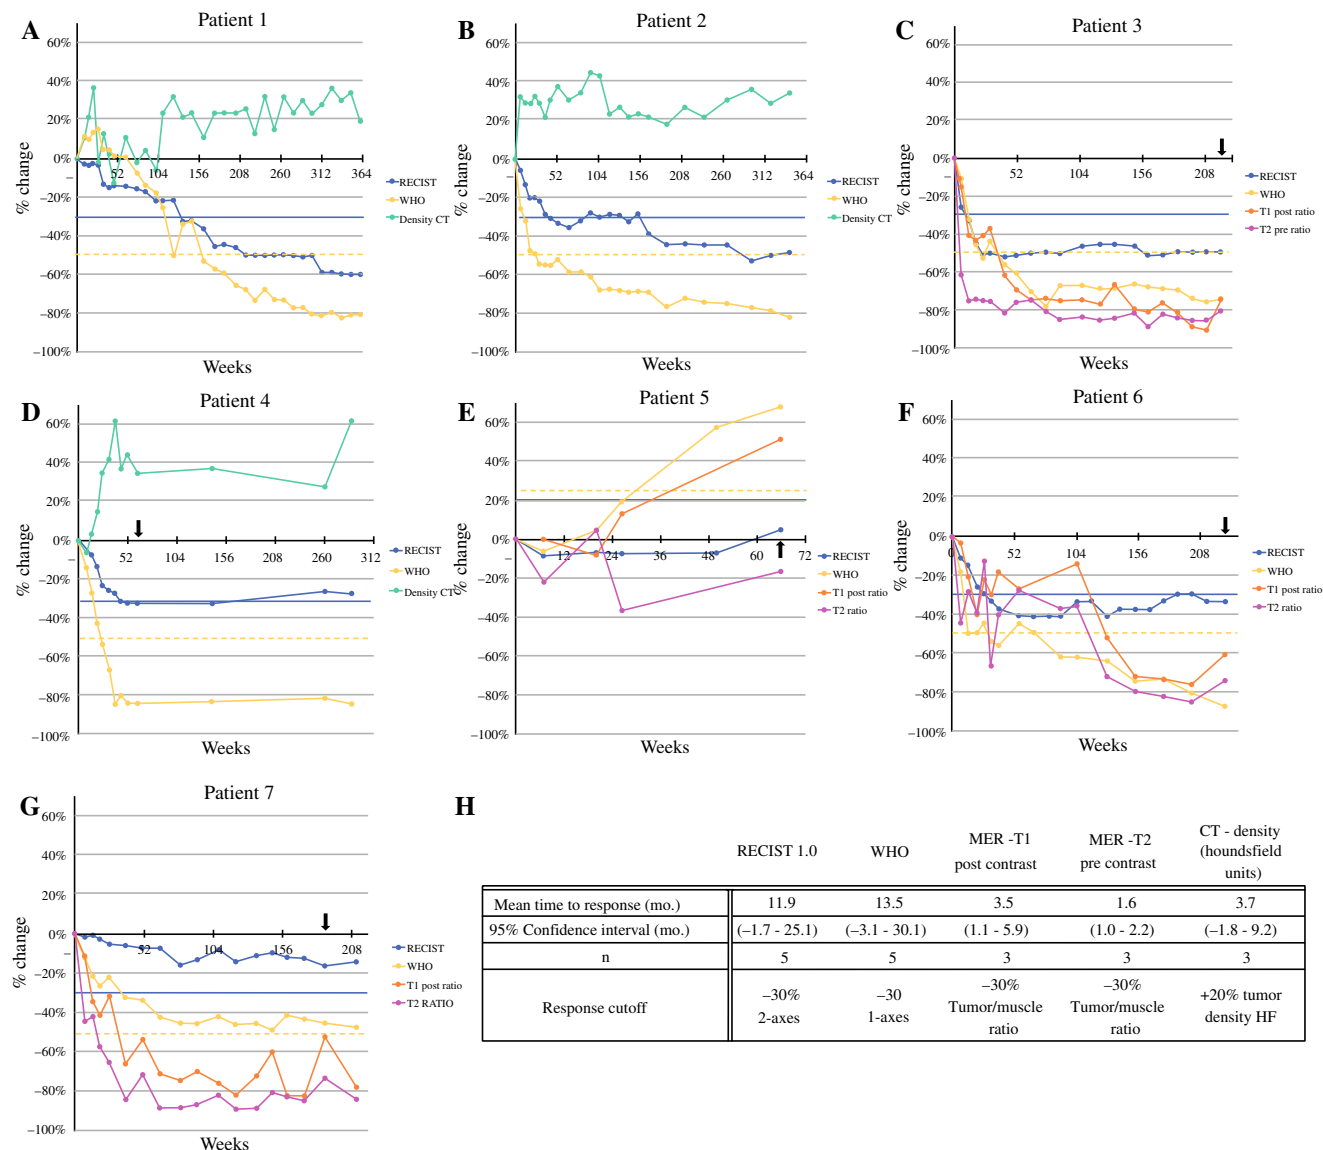 A
Patient 1
60%
40%
20%
0%
–
–20%
–40%
–60%
–80%
–100%
% change
52
104
156
208
260
312
364
Weeks
RECIST
WHO
Density CT
B
Patient 2
60%
40%
20%
0%
–
–20%
–40%
–60%
–80%
–100%
% change
52
104
156
208
260
312
364
Weeks
RECIST
WHO
Density CT
C
Patient 3
60%
40%
20%
0%
–
–20%
–40%
–60%
–80%
–100%
% change
52
104
156
208
Weeks
RECIST
WHO
T1 post ratio
T2 pre ratio
D
Patient 4
60%
40%
20%
0%
–20%
–40%
–60%
–80%
–100%
% change
52
104
156
208
260
312
Weeks
RECIST
WHO
Density CT
E
Patient 5
60%
40%
20%
0%
–
–20%
–40%
–60%
–80%
–100%
% change
12
24
36
48
60
72
Weeks
RECIST
WHO
T1 post ratio
T2 ratio
F
Patient 6
60%
40%
20%
0%
–
–20%
–40%
–60%
–80%
–100%
% change
0
52
104
156
208
Weeks
RECIST
WHO
T1 post ratio
T2 ratio
G
Patient 7
60%
40%
20%
0%
–
–20%
–40%
–60%
–80%
–100%
% change
52
104
156
208
Weeks
RECIST
WHO
T1 post ratio
T2 RATIO
H
RECIST 1.0 WHO MER -T1 post contrast MER -T2 pre contrast CT - density (houndsfield units)
Mean time to response (mo.) 11.9 13.5 3.5 1.6 3.7
95% Confidence interval (mo.) (–1.7 - 25.1) (–3.1 - 30.1) (1.1 - 5.9) (1.0 - 2.2) (–1.8 - 9.2)
n 5 5 3 3 3
Response cutoff –30% 2-axes –30 1-axes –30% Tumor/muscle ratio –30% Tumor/muscle ratio +20% tumor density HF